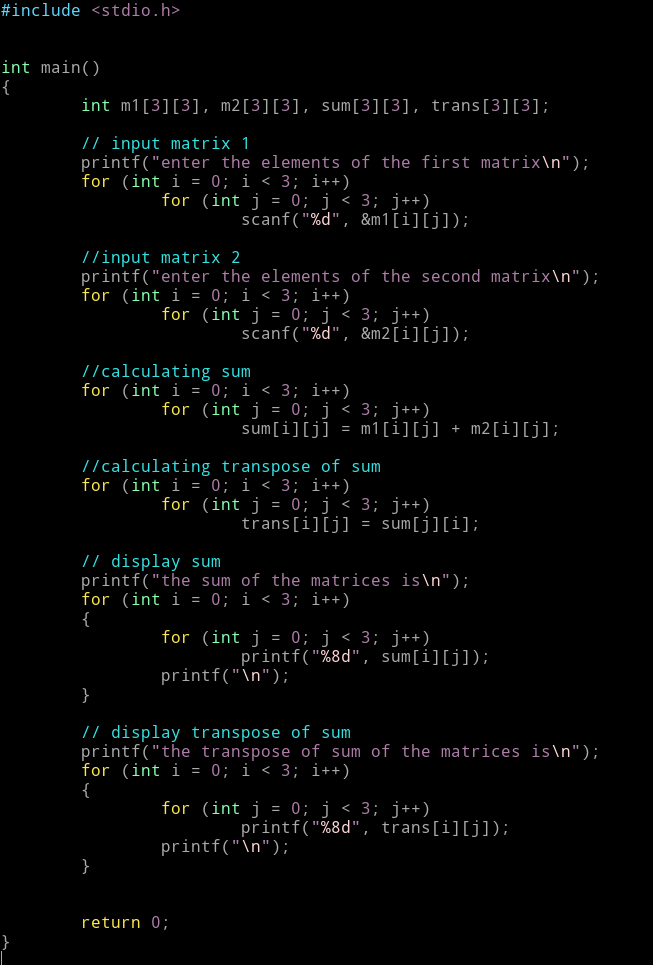 #include <stdio.h>
int main()
{
        int m1[3][3], m2[3][3], sum[3][3], trans[3][3];
        // input matrix 1
        printf("enter the elements of the first matrix\n");
        for (int i = 0; i < 3; i++)
                for (int j = 0; j < 3; j++)
                        scanf("%d", &m1[i][j]);
        //input matrix 2
        printf("enter the elements of the second matrix\n");
        for (int i = 0; i < 3; i++)
                for (int j = 0; j < 3; j++)
                        scanf("%d", &m2[i][j]);
        //calculating sum
        for (int i = 0; i < 3; i++)
                for (int j = 0; j < 3; j++)
                        sum[i][j] = m1[i][j] + m2[i][j];
        //calculating transpose of sum
        for (int i = 0; i < 3; i++)
                for (int j = 0; j < 3; j++)
                        trans[i][j] = sum[j][i];
        // display sum
        printf("the sum of the matrices is\n");
        for (int i = 0; i < 3; i++)
        {
                for (int j = 0; j < 3; j++)
                        printf("%8d", sum[i][j]);
                printf("\n");
        }
        // display transpose of sum
        printf("the transpose of sum of the matrices is\n");
        for (int i = 0; i < 3; i++)
        {
                for (int j = 0; j < 3; j++)
                        printf("%8d", trans[i][j]);
                printf("\n");
        }
        return 0;
}